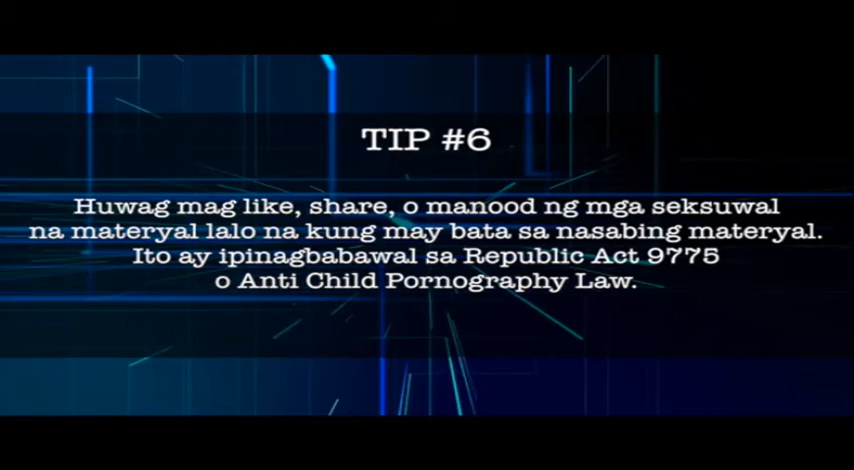 TIP #6
Huwag mag like, share, o manood ng mga seksuwal
na materyal lalo na kung may bata sa nasabing materyal.
Ito ay ipinagbabawal sa Republic Act 9775
o Anti Child Pornography Law.